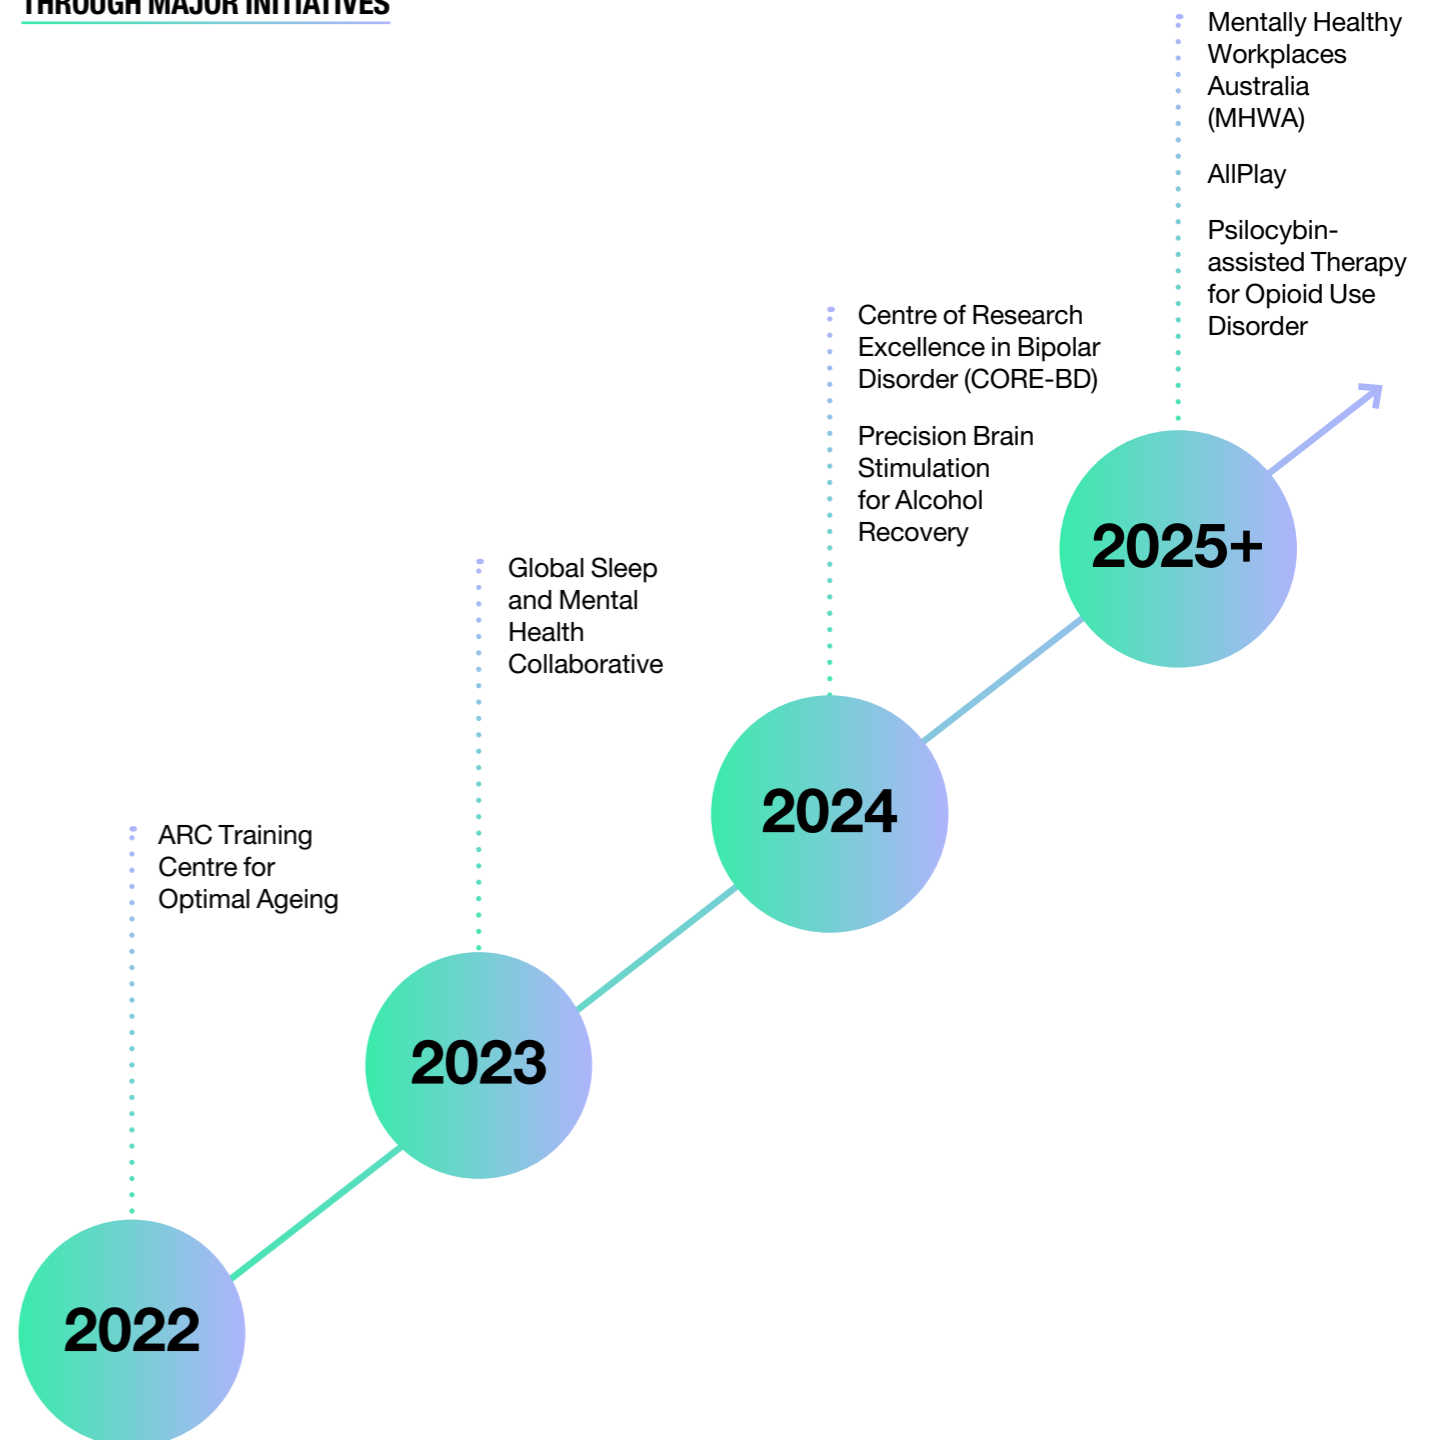 THROUGH MAJOR INITIATIVES
Mentally Healthy
Workplaces
Australia
(MHWA)
AllPlay
Psilocybin-
assisted Therapy
for Opioid Use
Disorder
2025+
Centre of Research
Excellence in Bipolar
Disorder (CORE-BD)
Precision Brain
Stimulation
for Alcohol
Recovery
2024
Global Sleep
and Mental
Health
Collaborative
2023
ARC Training
Centre for
Optimal Ageing
2022